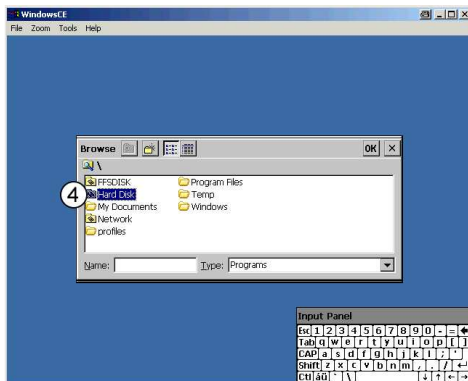 WindowsCE
File Zoom Tools Help
Browse OK ×
\
FFSDISK Program Files
4 Hard Disk Temp
My Documents Windows
Network
profiles
Name: Type: Programs
Input Panel
Esc 1 2 3 4 5 6 7 8 9 0 - =
Tab q w e r t y u i o p [ ]
CAP a s d f g h j k l ; '
Shift z x c v b n m , . /
Ctl áü ` \